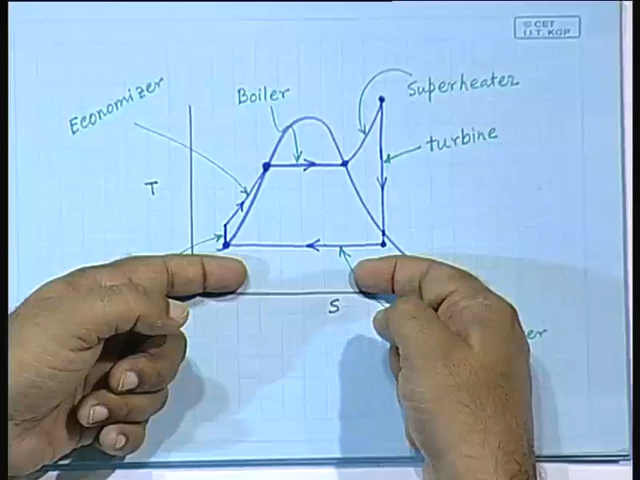 © CET
I.I.T. KGP
Economizer
Boiler
Superheater
turbine
T
S